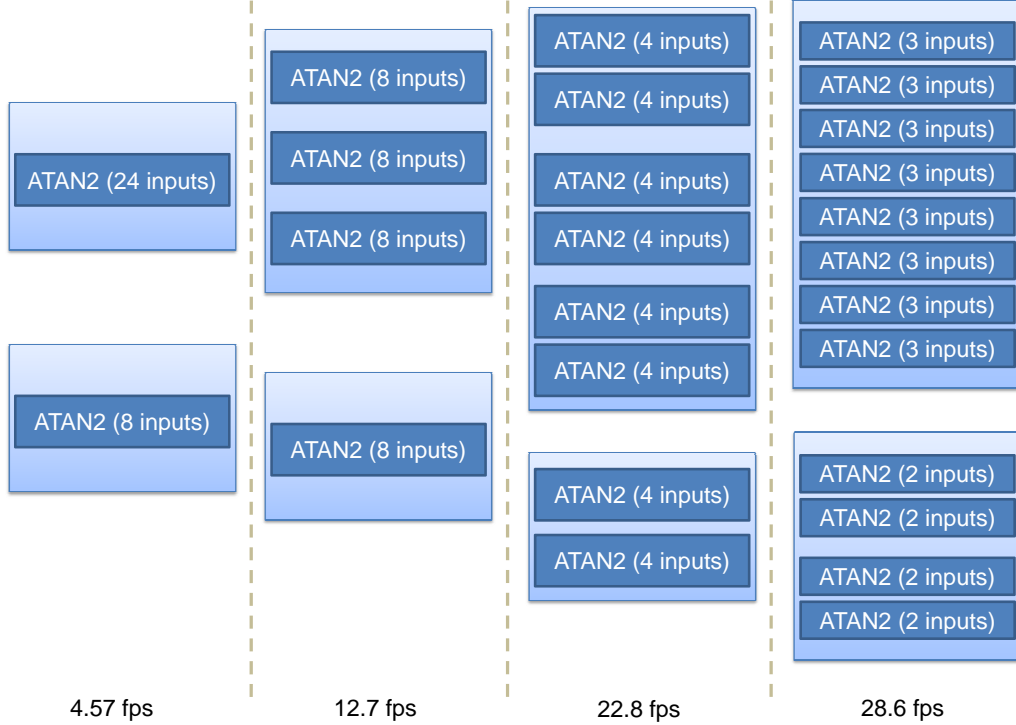 ATAN2 (24 inputs)
ATAN2 (8 inputs)
4.57 fps
ATAN2 (8 inputs)
ATAN2 (8 inputs)
ATAN2 (8 inputs)
ATAN2 (8 inputs)
12.7 fps
ATAN2 (4 inputs)
ATAN2 (4 inputs)
ATAN2 (4 inputs)
ATAN2 (4 inputs)
ATAN2 (4 inputs)
ATAN2 (4 inputs)
ATAN2 (4 inputs)
ATAN2 (4 inputs)
22.8 fps
ATAN2 (3 inputs)
ATAN2 (3 inputs)
ATAN2 (3 inputs)
ATAN2 (3 inputs)
ATAN2 (3 inputs)
ATAN2 (3 inputs)
ATAN2 (3 inputs)
ATAN2 (3 inputs)
ATAN2 (2 inputs)
ATAN2 (2 inputs)
ATAN2 (2 inputs)
ATAN2 (2 inputs)
28.6 fps